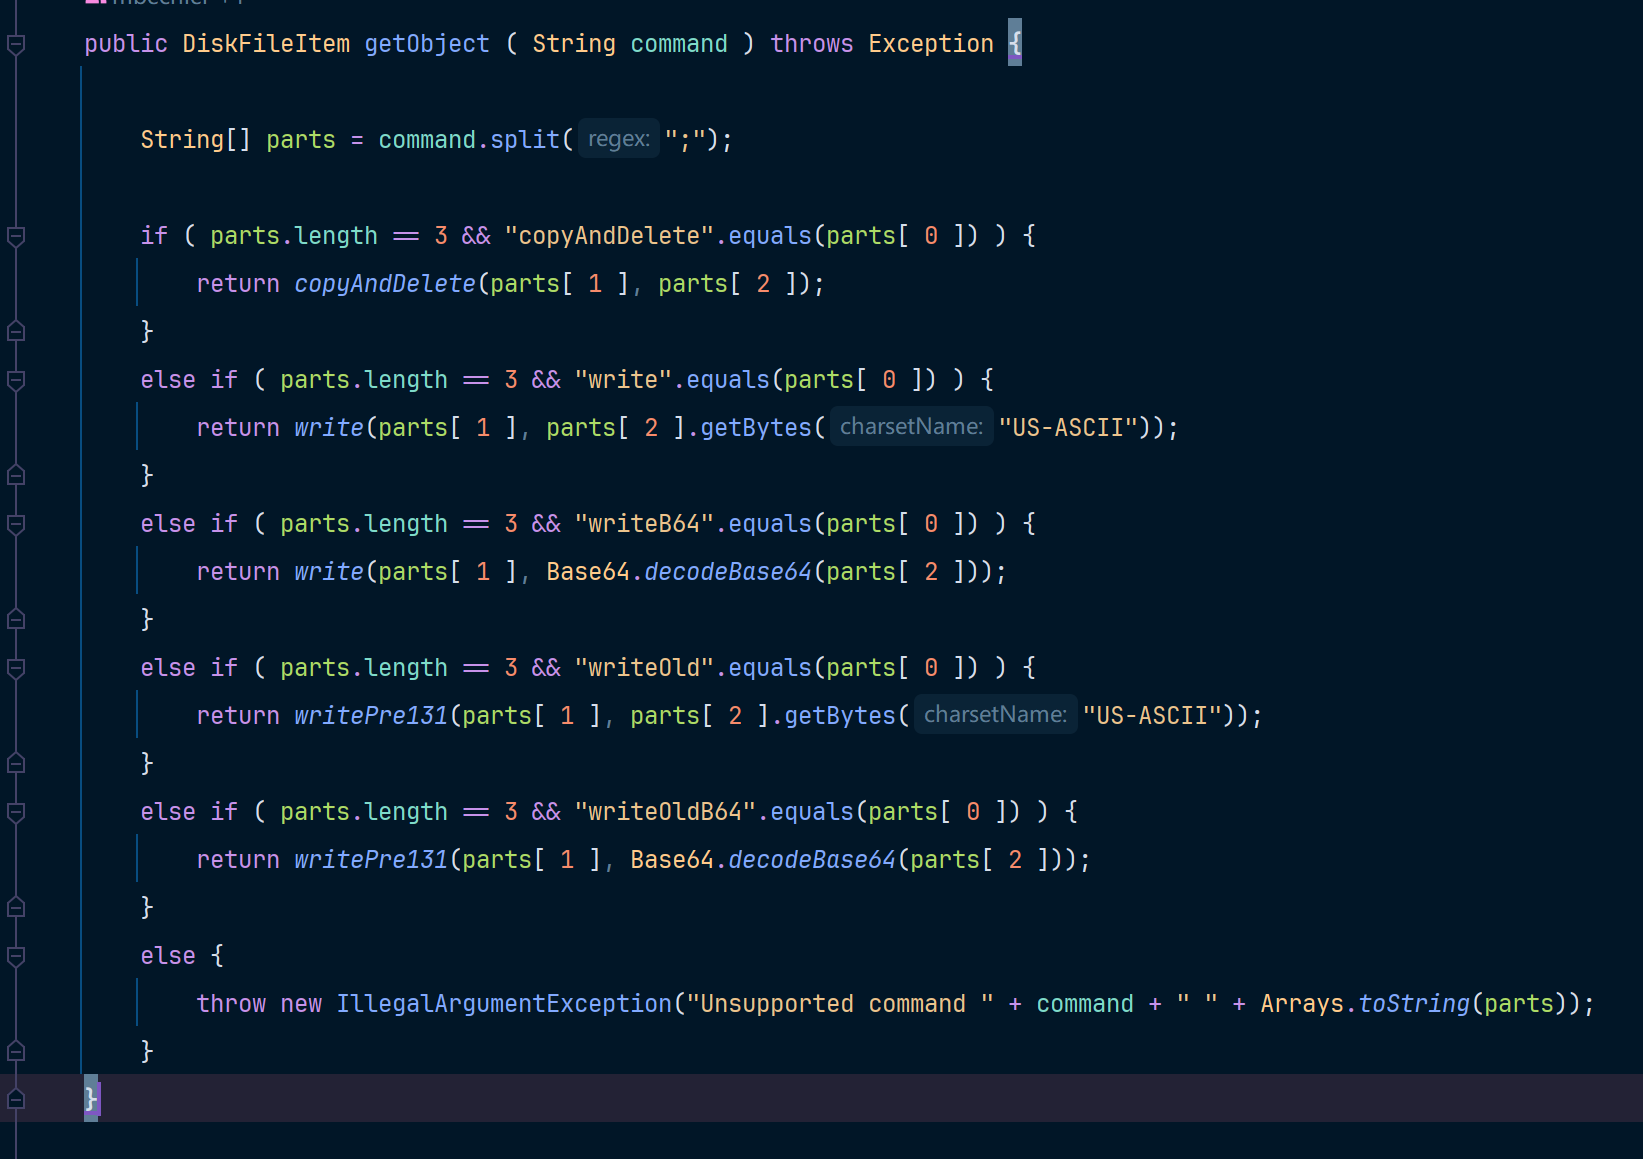 public DiskFileItem getObject ( String command ) throws Exception {
String[] parts = command.split( regex: ";");
if ( parts.length == 3 && "copyAndDelete".equals(parts[ 0 ]) ) {
return copyAndDelete(parts[ 1 ], parts[ 2 ]);
}
else if ( parts.length == 3 && "write".equals(parts[ 0 ]) ) {
return write(parts[ 1 ], parts[ 2 ].getBytes( charsetName: "US-ASCII"));
}
else if ( parts.length == 3 && "writeB64".equals(parts[ 0 ]) ) {
return write(parts[ 1 ], Base64.decodeBase64(parts[ 2 ]));
}
else if ( parts.length == 3 && "writeOld".equals(parts[ 0 ]) ) {
return writePre131(parts[ 1 ], parts[ 2 ].getBytes( charsetName: "US-ASCII"));
}
else if ( parts.length == 3 && "writeOldB64".equals(parts[ 0 ]) ) {
return writePre131(parts[ 1 ], Base64.decodeBase64(parts[ 2 ]));
}
else {
throw new IllegalArgumentException("Unsupported command " + command + " " + Arrays.toString(parts));
}
}